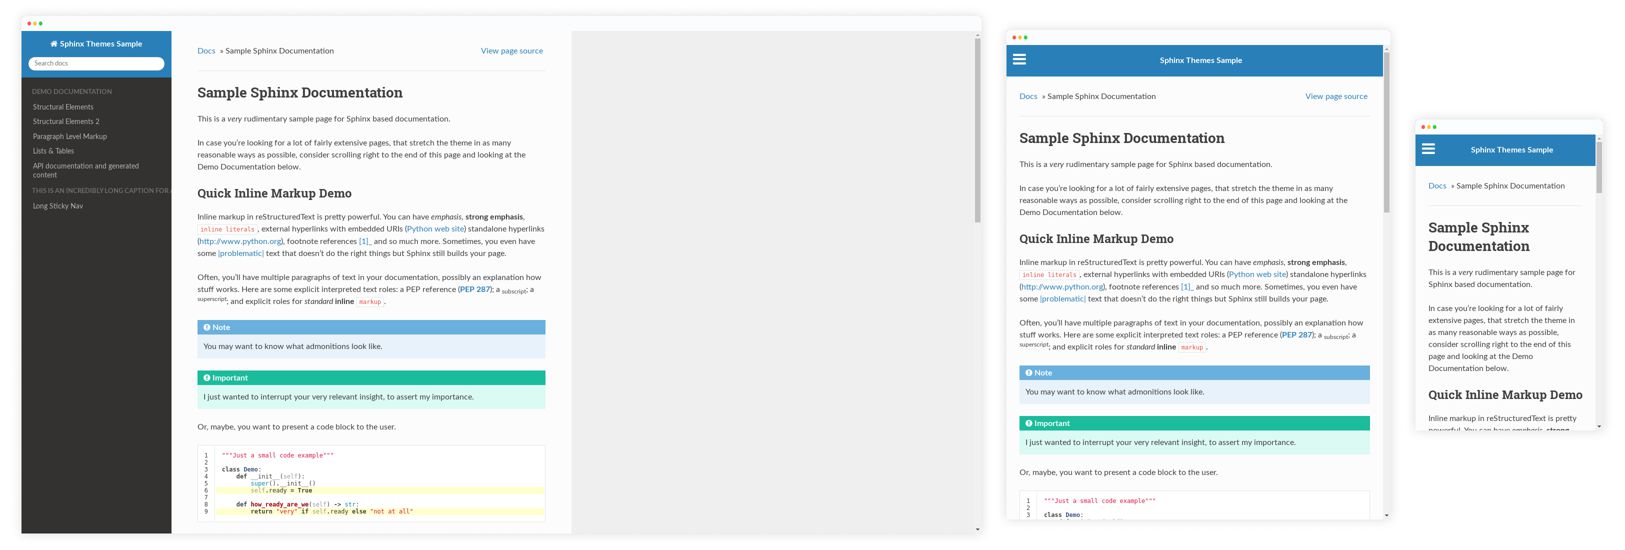 Sphinx Themes Sample
Search docs
DEMO DOCUMENTATION
Structural Elements
Structural Elements 2
Paragraph Level Markup
Lists & Tables
API documentation and generated
content
THIS IS AN INCREDIBLY LONG CAPTION FOR A
Long Sticky Nav
Docs » Sample Sphinx Documentation View page source
Sample Sphinx Documentation
This is a very rudimentary sample page for Sphinx based documentation.
In case you're looking for a lot of fairly extensive pages, that stretch the theme in as many
reasonable ways as possible, consider scrolling right to the end of this page and looking at the
Demo Documentation below.
Quick Inline Markup Demo
Inline markup in reStructuredText is pretty powerful. You can have emphasis, strong emphasis,
inline literals, external hyperlinks with embedded URIs (Python web site) standalone hyperlinks
(http://www.python.org), footnote references [1]_ and so much more. Sometimes, you even have
some |problematic| text that doesn't do the right things but Sphinx still builds your page.
Often, you'll have multiple paragraphs of text in your documentation, possibly an explanation how
stuff works. Here are some explicit interpreted text roles: a PEP reference (PEP 287); a subscript; a
superscript; and explicit roles for standard inline markup.
Note
You may want to know what admonitions look like.
Important
I just wanted to interrupt your very relevant insight, to assert my importance.
Or, maybe, you want to present a code block to the user.
1 """Just a small code example"""
2
3 class Demo:
4 def __init__(self):
5 super().__init__()
6 self.ready = True
7
8 def how_ready_are_we(self) -> str:
9 return "very" if self.ready else "not at all"
Sphinx Themes Sample
Docs » Sample Sphinx Documentation View page source
Sample Sphinx Documentation
This is a very rudimentary sample page for Sphinx based documentation.
In case you're looking for a lot of fairly extensive pages, that stretch the theme in as many
reasonable ways as possible, consider scrolling right to the end of this page and looking at the
Demo Documentation below.
Quick Inline Markup Demo
Inline markup in reStructuredText is pretty powerful. You can have emphasis, strong emphasis,
inline literals, external hyperlinks with embedded URIs (Python web site) standalone hyperlinks
(http://www.python.org), footnote references [1]_ and so much more. Sometimes, you even have
some |problematic| text that doesn't do the right things but Sphinx still builds your page.
Often, you'll have multiple paragraphs of text in your documentation, possibly an explanation how
stuff works. Here are some explicit interpreted text roles: a PEP reference (PEP 287); a subscript; a
superscript; and explicit roles for standard inline markup.
Note
You may want to know what admonitions look like.
Important
I just wanted to interrupt your very relevant insight, to assert my importance.
Or, maybe, you want to present a code block to the user.
1 """Just a small code example"""
2
3 class Demo:
Sphinx Themes Sample
Docs » Sample Sphinx Documentation
Sample Sphinx
Documentation
This is a very rudimentary sample page for
Sphinx based documentation.
In case you're looking for a lot of fairly
extensive pages, that stretch the theme in
as many reasonable ways as possible,
consider scrolling right to the end of this
page and looking at the Demo
Documentation below.
Quick Inline Markup Demo
Inline markup in reStructuredText is pretty
powerful. You can have emphasis, strong